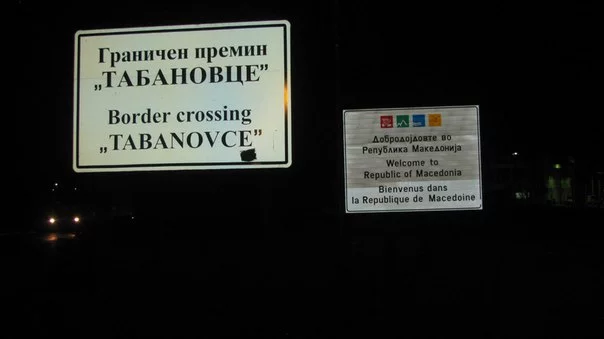 Граничен премин
„ТАБАНОВЦЕ”
Border crossing
„TABANOVCE”
Добродојдовте во
Република Македонија
Welcome to
Republic of Macedonia
Bienvenus dans
la Republique de Macedoine